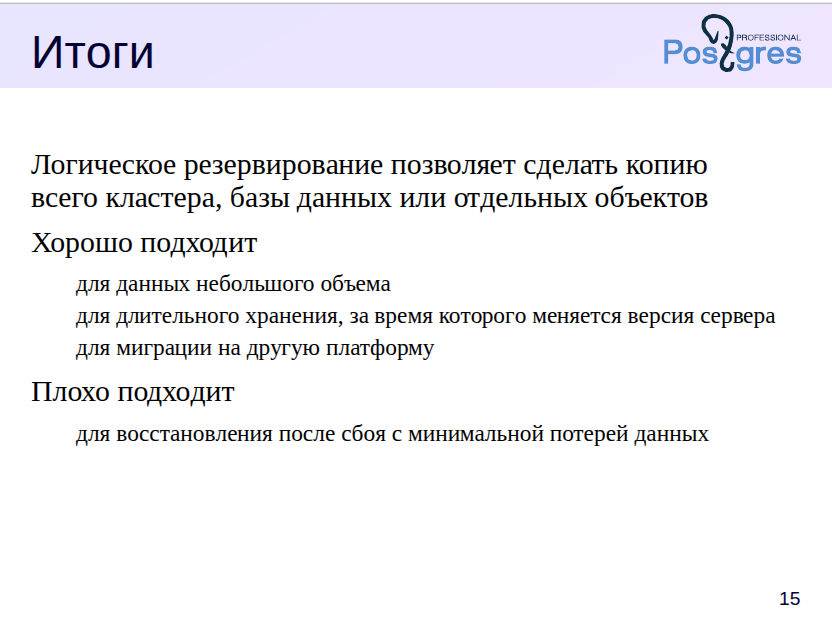 Итоги
PROFESSIONAL
Postgres
Логическое резервирование позволяет сделать копию
всего кластера, базы данных или отдельных объектов
Хорошо подходит
для данных небольшого объема
для длительного хранения, за время которого меняется версия сервера
для миграции на другую платформу
Плохо подходит
для восстановления после сбоя с минимальной потерей данных
15